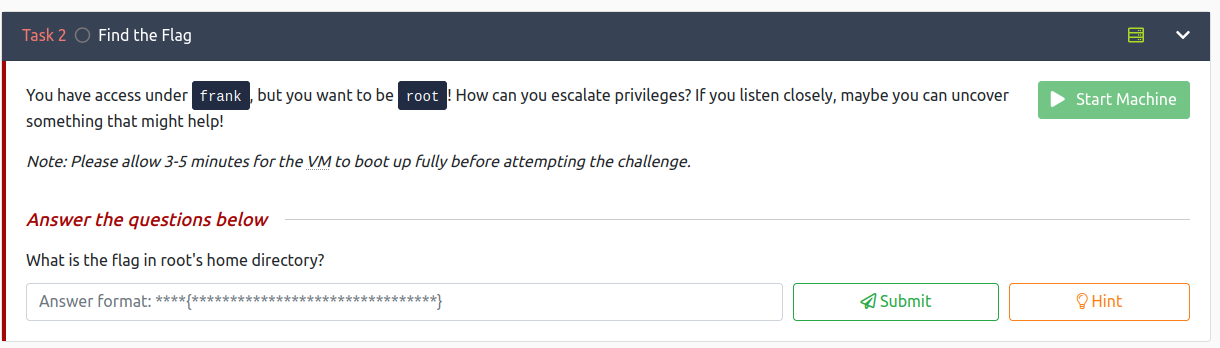 Task 2 Find the Flag
You have access under frank, but you want to be root! How can you escalate privileges? If you listen closely, maybe you can uncover
Start Machine
something that might help!
Note: Please allow 3-5 minutes for the VM to boot up fully before attempting the challenge.
Answer the questions below
What is the flag in root's home directory?
Answer format: ****{********************************}
Submit
Hint